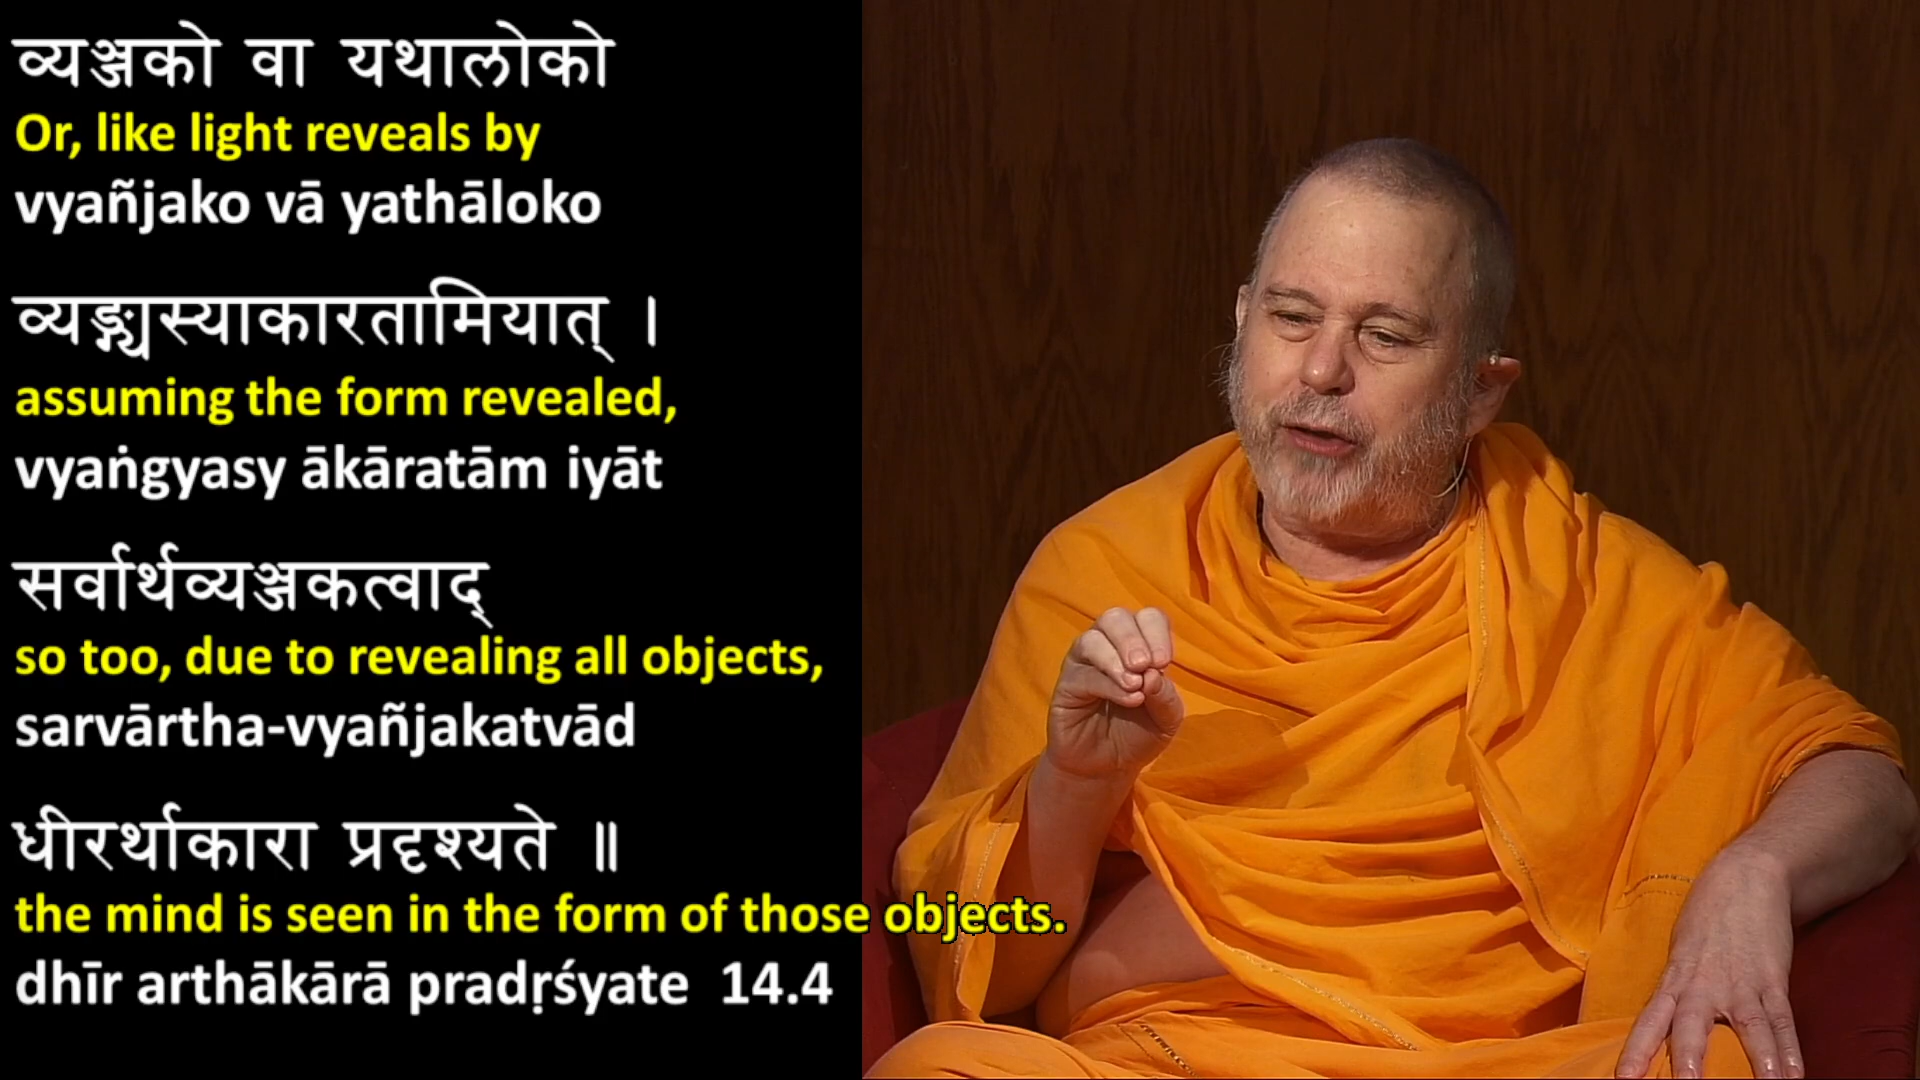 व्यञ्जको वा यथालोको
Or, like light reveals by
vyañjako vā yathāloko
व्यङ्ग्यस्याकारतामियात् ।
assuming the form revealed,
vyaṅgyasy ākāratām iyāt
सर्वार्थव्यञ्जकत्वाद्
so too, due to revealing all objects,
sarvārtha-vyañjakatvād
धीरर्थाकारा प्रदृश्यते ॥
the mind is seen in the form of those objects.
dhīr arthākārā pradṛśyate 14.4